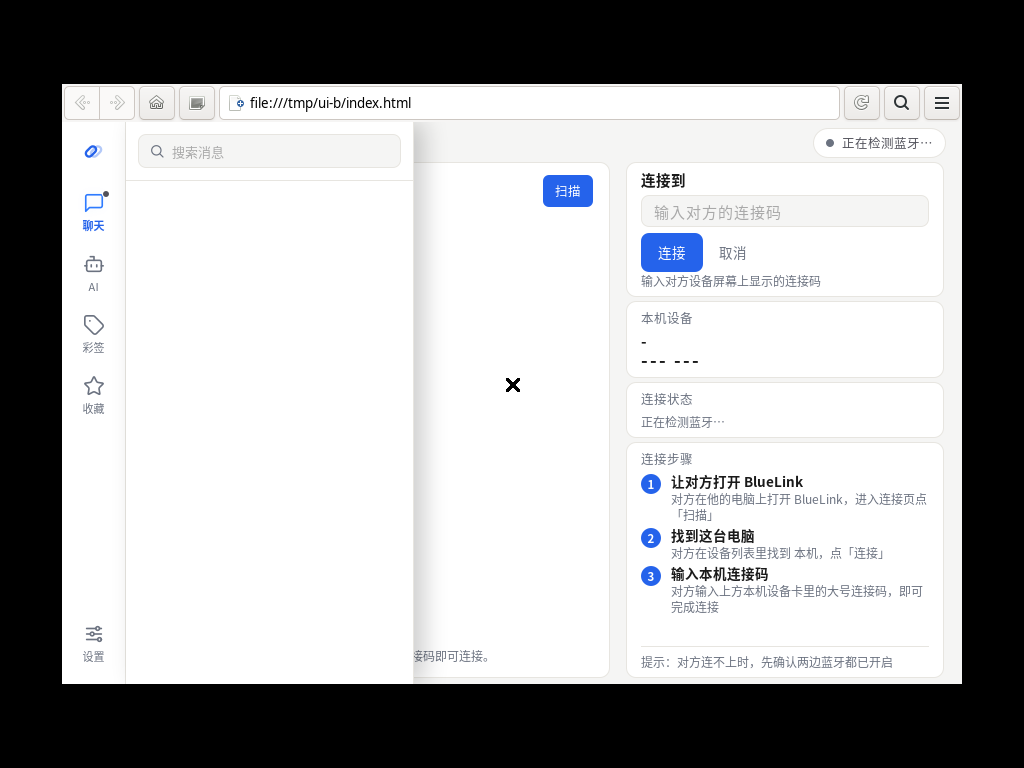 file:///tmp/ui-b/index.html
聊天
AI
彩签
收藏
设置
搜索消息
扫描
接码即可连接。
正在检测蓝牙…
连接到
输入对方的连接码
连接
取消
输入对方设备屏幕上显示的连接码
本机设备
-
--- ---
连接状态
正在检测蓝牙…
连接步骤
1 让对方打开 BlueLink
对方在他的电脑上打开 BlueLink，进入连接页点
「扫描」
2 找到这台电脑
对方在设备列表里找到 本机，点「连接」
3 输入本机连接码
对方输入上方本机设备卡里的大号连接码，即可
完成连接
提示：对方连不上时，先确认两边蓝牙都已开启